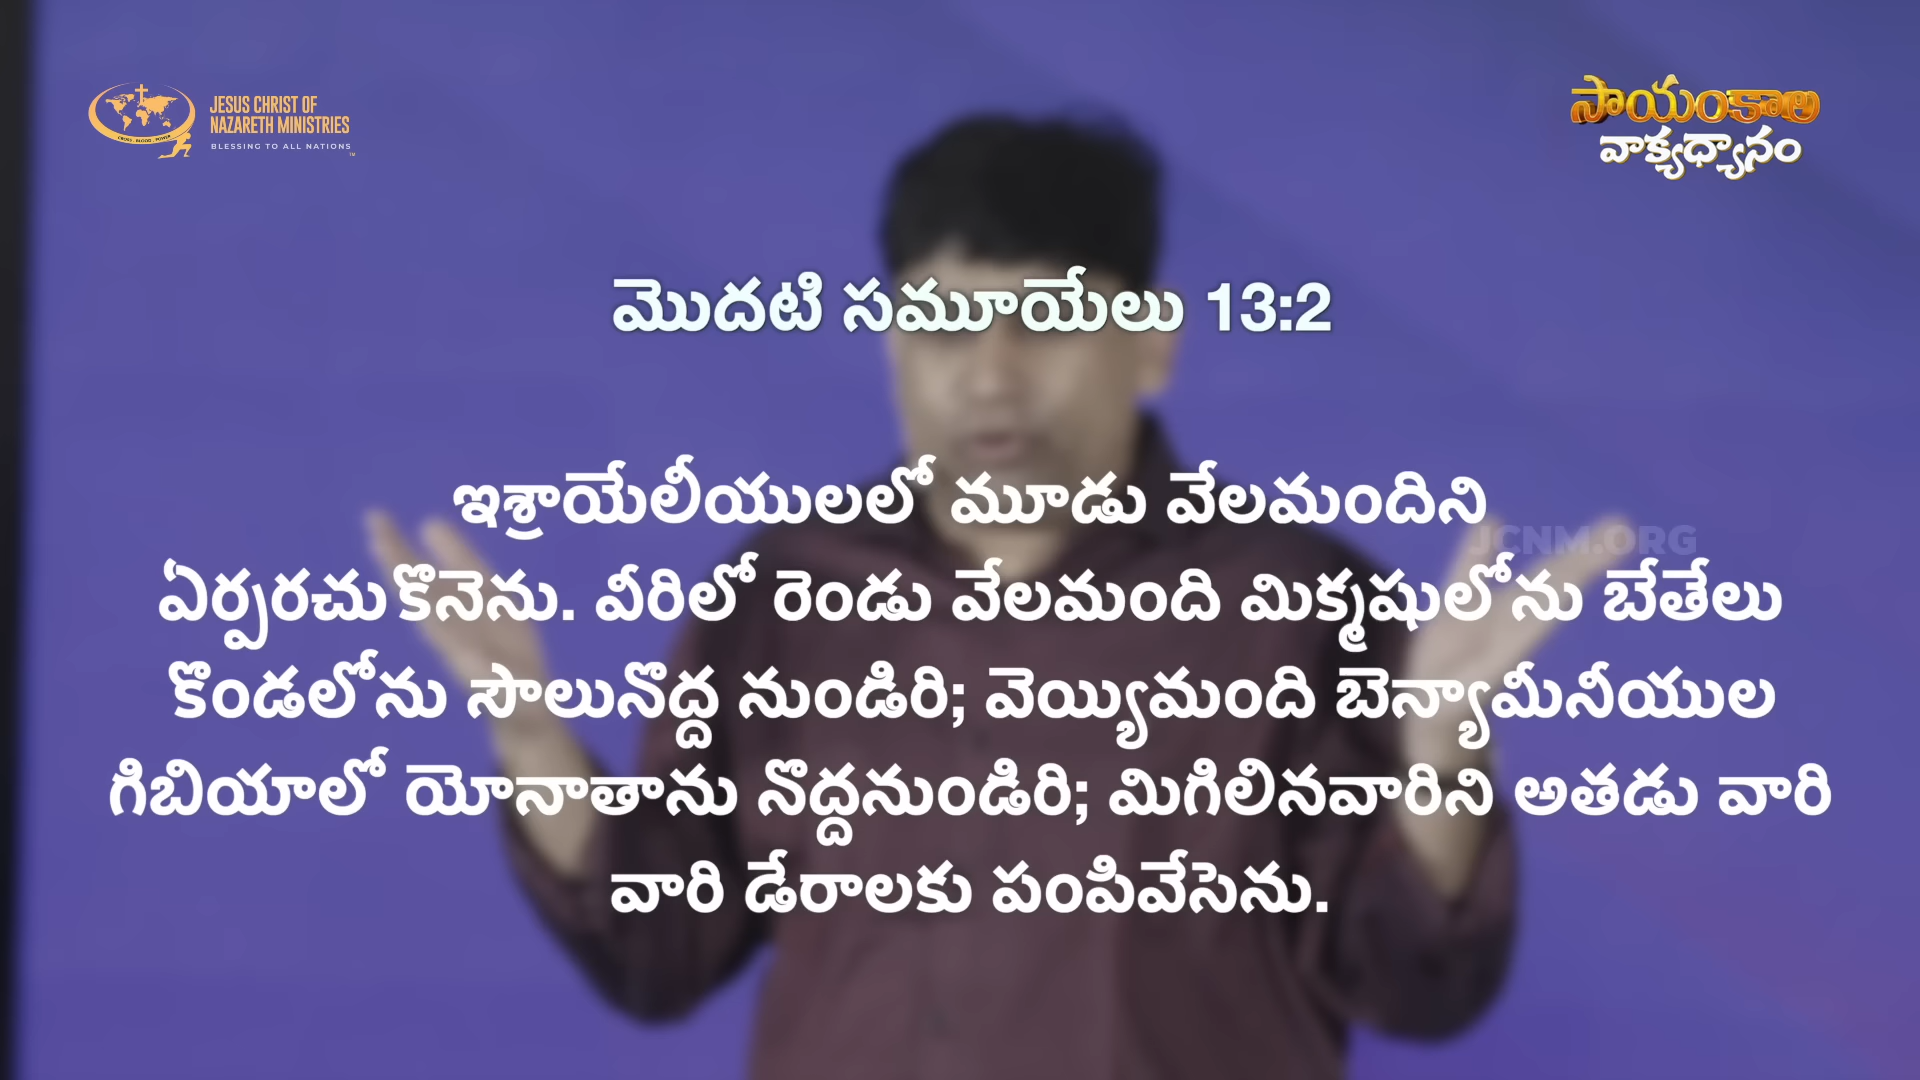 JESUS CHRIST OF
NAZARETH MINISTRIES
BLESSING TO ALL NATIONS
సాయంకాల
వాక్యధ్యానం
మొదటి సమూయేలు 13:2
ఇశ్రాయేలీయులలో మూడు వేలమందిని
ఏర్పరచుకొనెను. వీరిలో రెండు వేలమంది మిక్మషులోను బేతేలు
కొండలోను సౌలునొద్ద నుండిరి; వెయ్యిమంది బెన్యామీనీయుల
గిబియాలో యోనాతాను నొద్దనుండిరి; మిగిలినవారిని అతడు వారి
వారి డేరాలకు పంపివేసెను.
JCNM.ORG